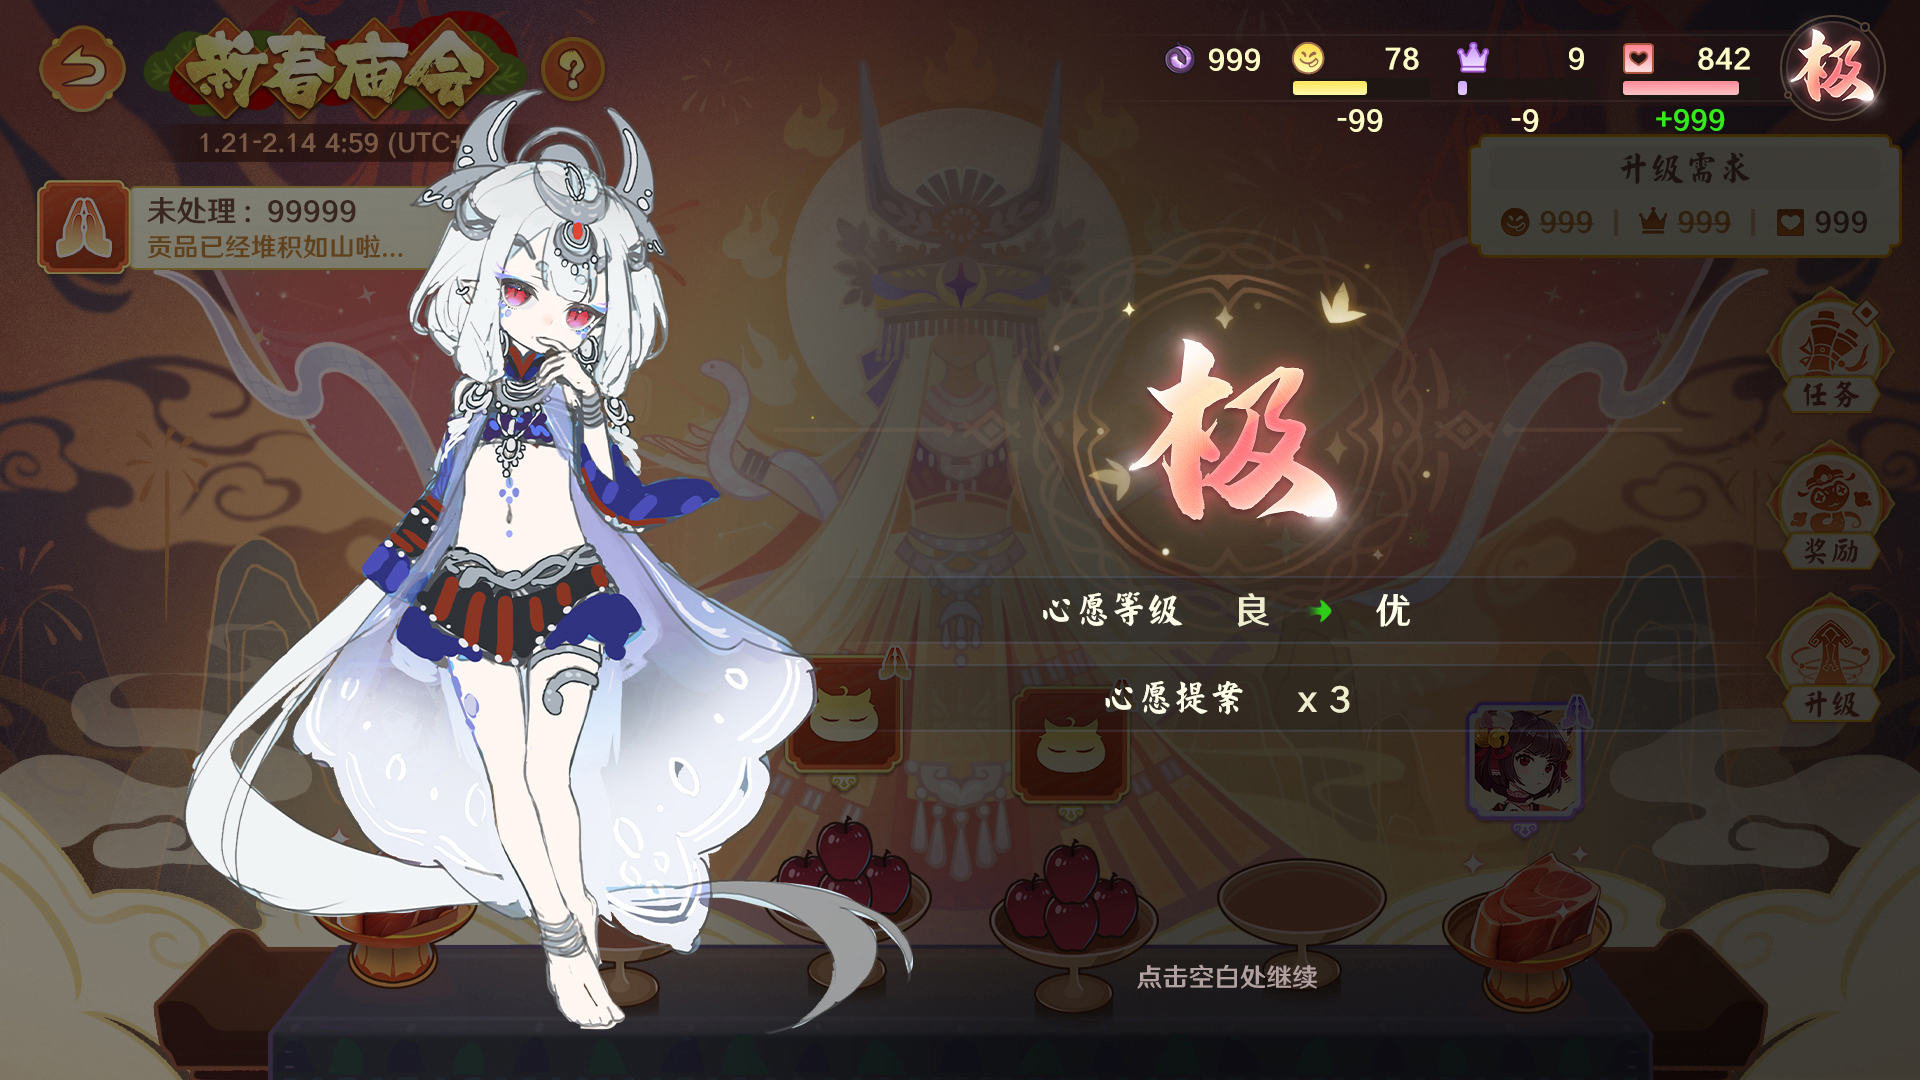 新春庙会
?
1.21-2.14 4:59 (UTC+
999
78
9
842
极
-99
-9
+999
升级需求
999 | 999 | 999
未处理：99999
贡品已经堆积如山啦...
极
任务
奖励
升级
心愿等级 良 → 优
心愿提案 x 3
点击空白处继续